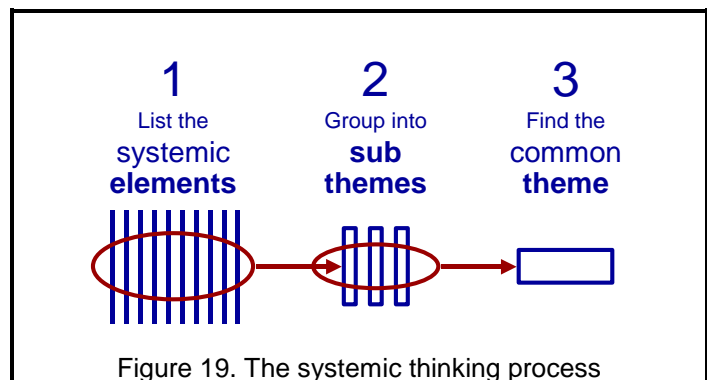 1
List the
systemic
elements
2
Group into
sub
themes
3
Find the
common
theme
Figure 19. The systemic thinking process